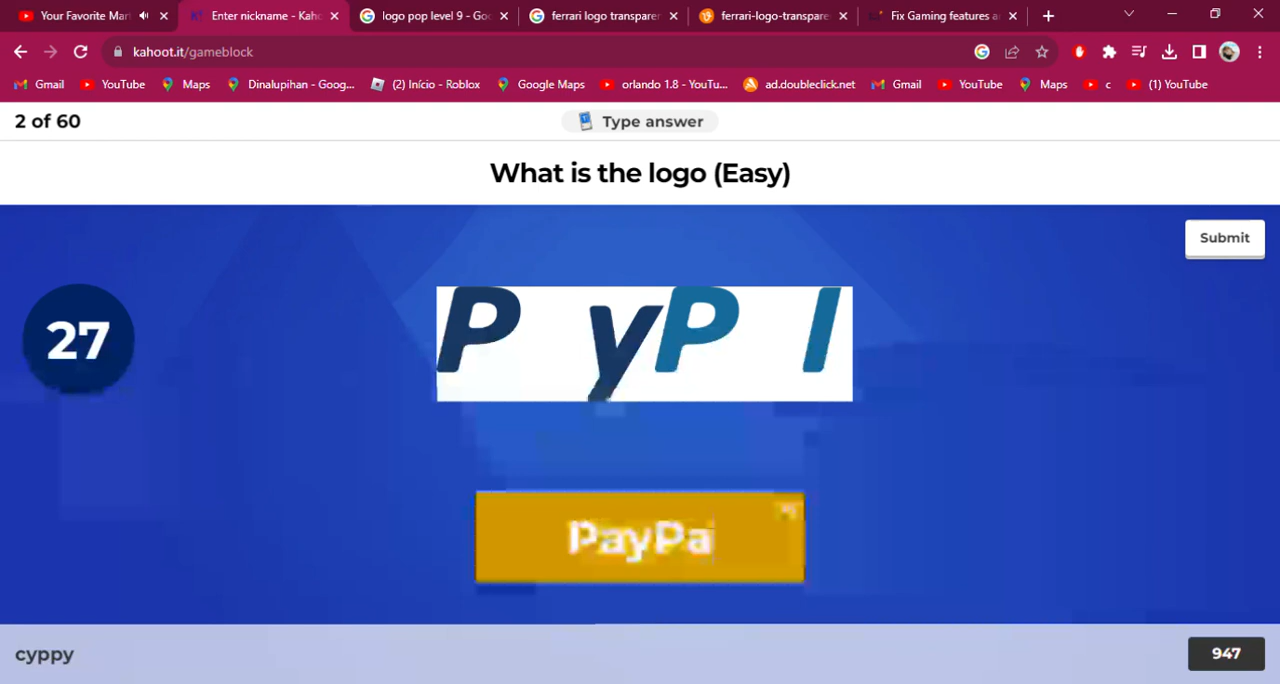 Your Favorite Mar
Enter nickname - Kaho
logo pop level 9 - Goo
ferrari logo transparen
ferrari-logo-transpare
Fix Gaming features a
kahoot.it/gameblock
Gmail
YouTube
Maps
Dinalupihan - Goog...
(2) Início - Roblox
Google Maps
orlando 1.8 - YouTu...
ad.doubleclick.net
Gmail
YouTube
Maps
c
(1) YouTube
2 of 60
Type answer
What is the logo (Easy)
Submit
27
P yP l
PayPa
cyppy
947